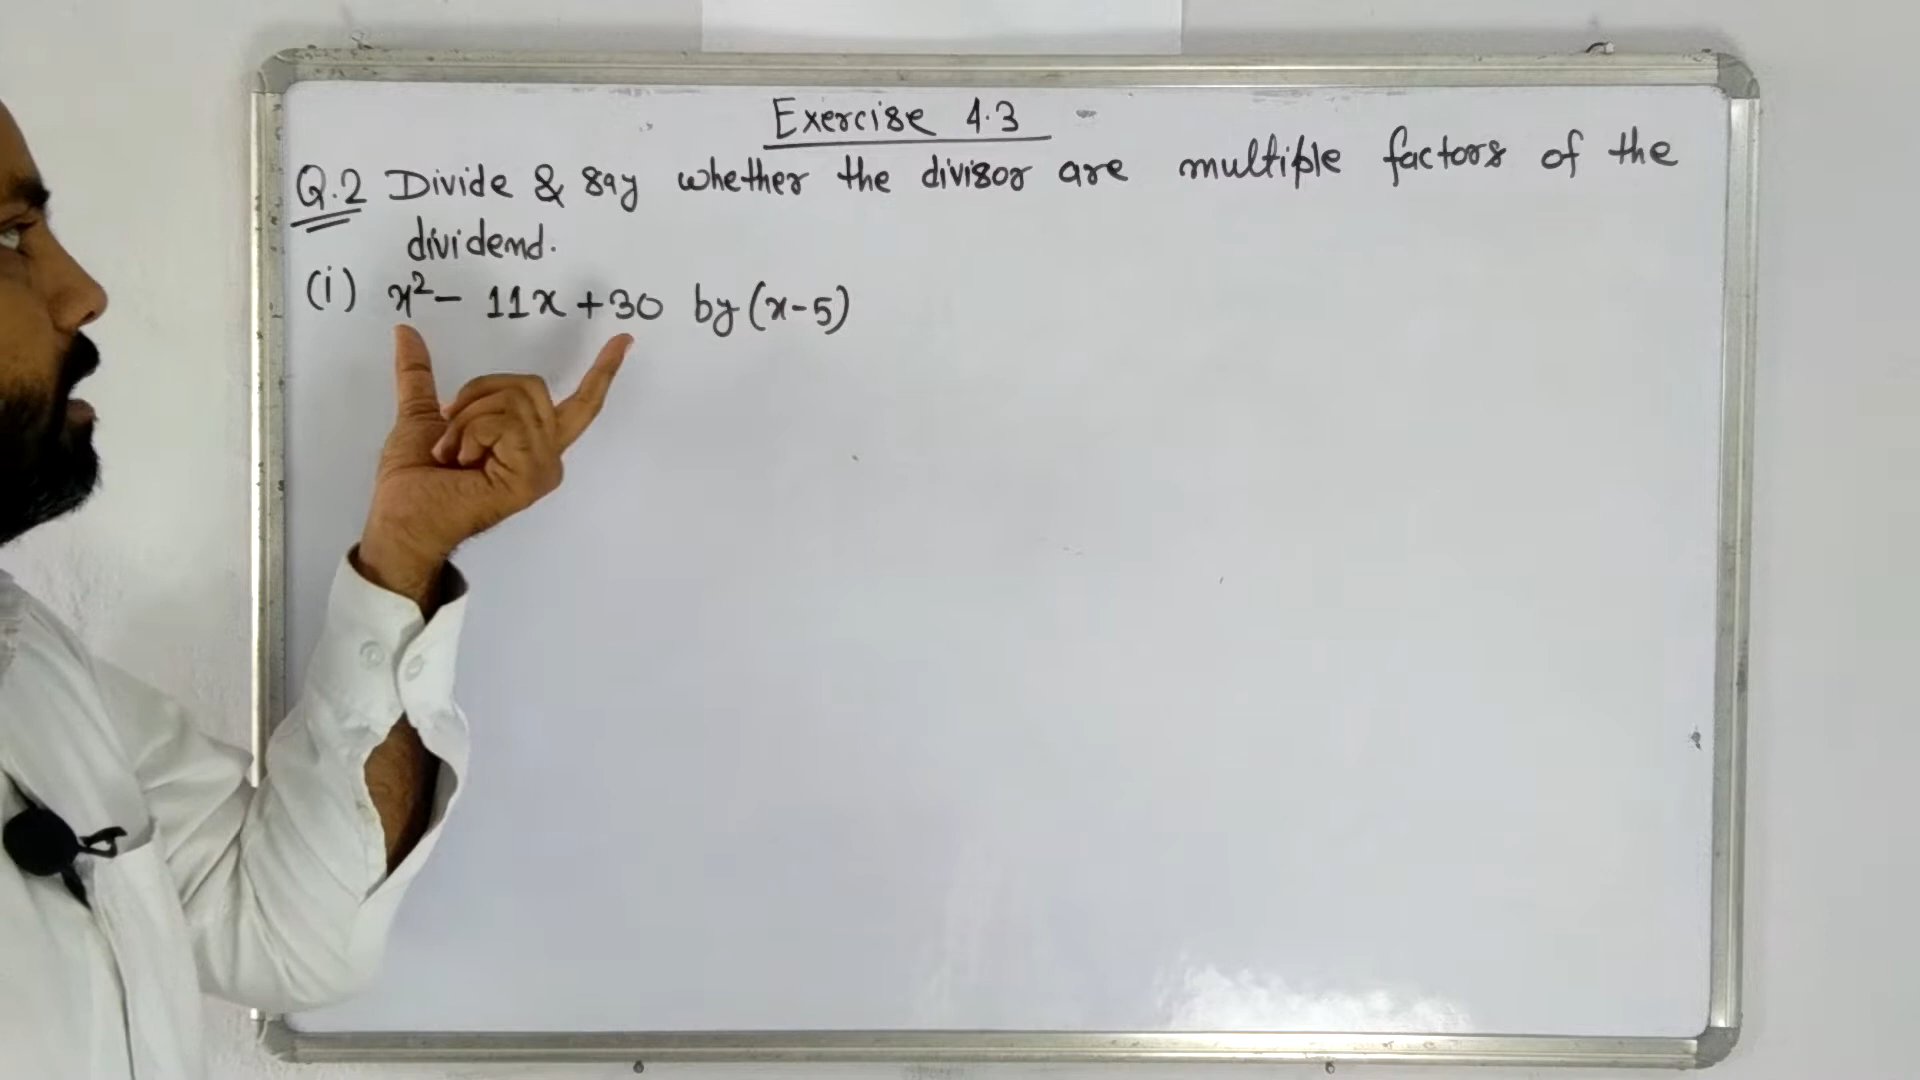 Exercise 4.3
Q.2 Divide & say whether the divisor are multiple factors of the
dividend.
(i) x² - 11x + 30 by (x-5)